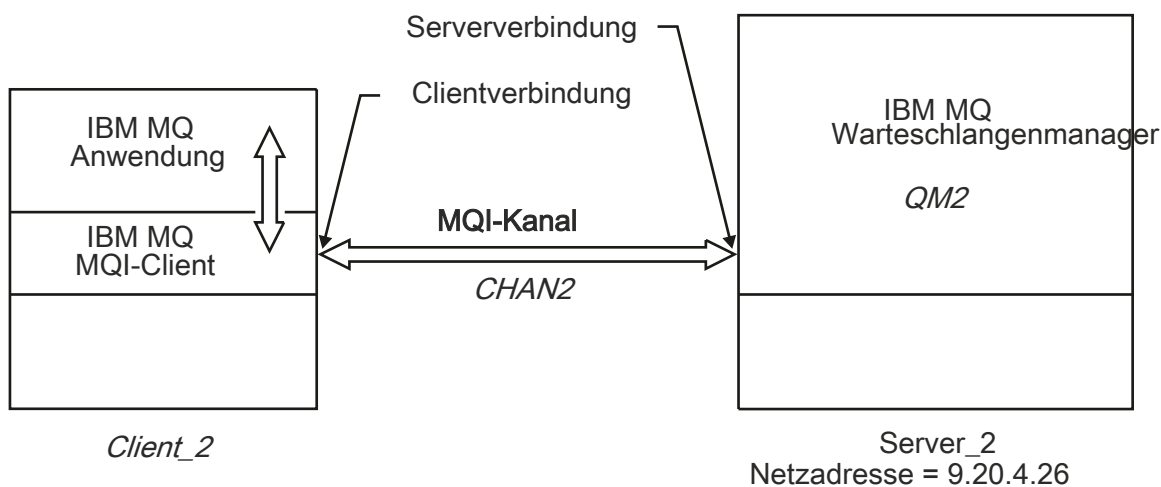 Serververbindung
Clientverbindung
IBM MQ
Anwendung
IBM MQ
MQI-Client
MQI-Kanal
CHAN2
IBM MQ
Warteschlangenmanager
QM2
Client_2
Server_2
Netzadresse = 9.20.4.26